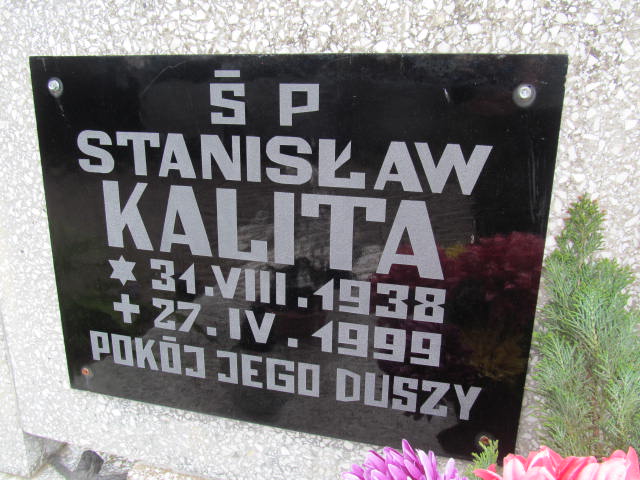 Ś P
STANISŁAW
KALITA
✶ 31.VIII.1938
+ 27.IV.1999
POKÓJ JEGO DUSZY